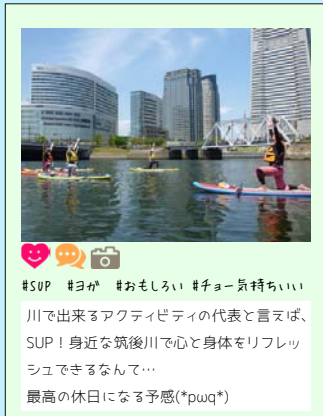 #SUP #ヨガ #おもしろい #チョー気持ちいい
川で出来るアクティビティの代表と言えば、
SUP！身近な筑後川で心と身体をリフレッ
シュできるなんて…
最高の休日になる予感(*pωq*)